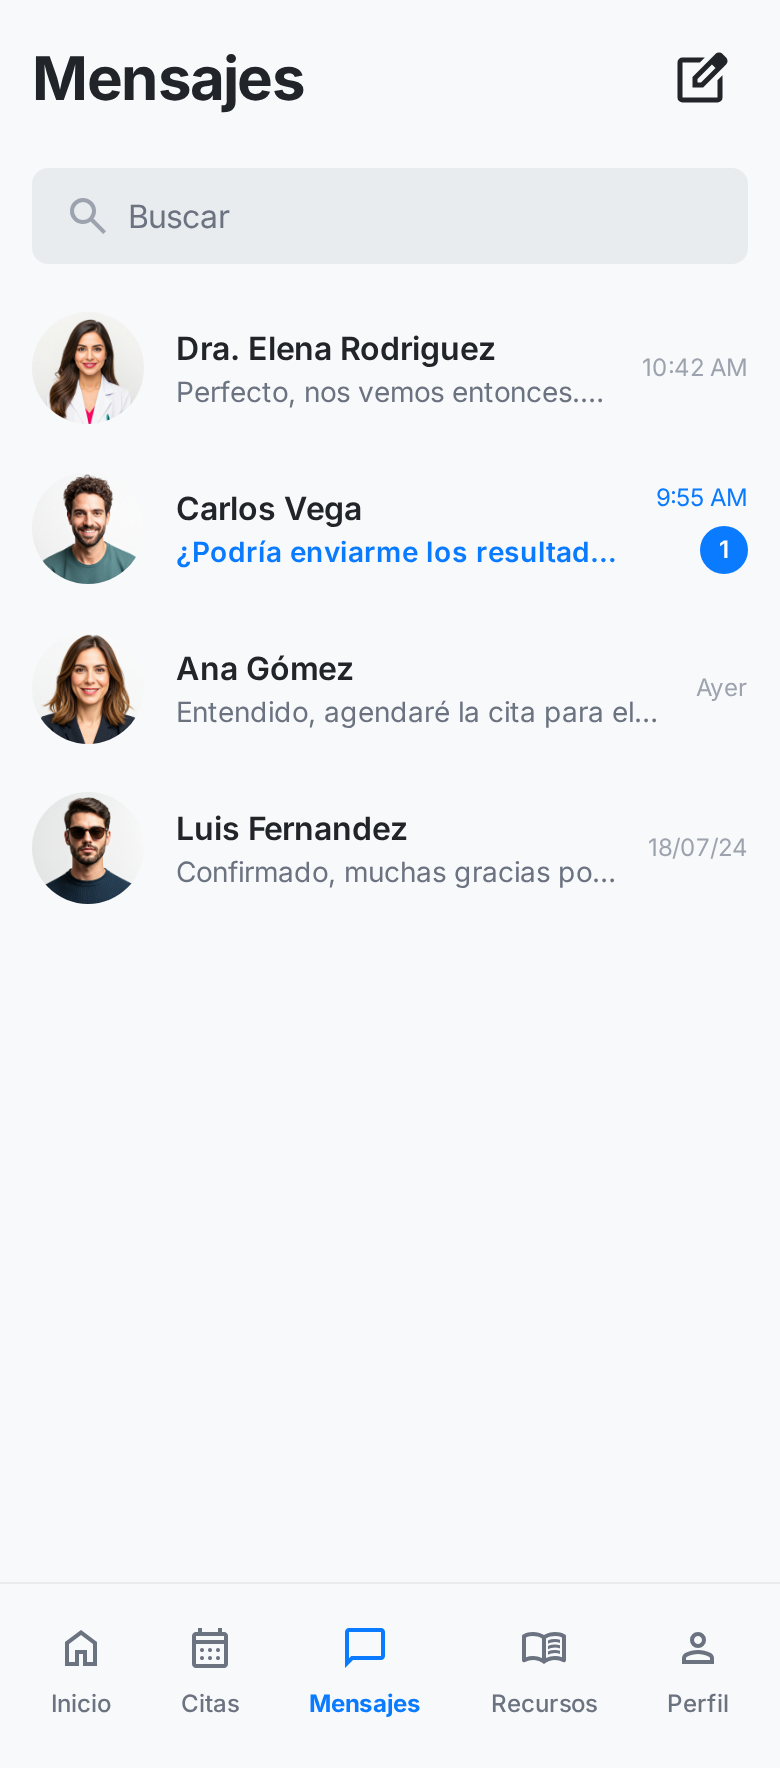 Mensajes
Buscar
Dra. Elena Rodriguez
Perfecto, nos vemos entonces....
10:42 AM
Carlos Vega
¿Podría enviarme los resultad...
9:55 AM
1
Ana Gómez
Entendido, agendaré la cita para el...
Ayer
Luis Fernandez
Confirmado, muchas gracias po...
18/07/24
Inicio
Citas
Mensajes
Recursos
Perfil